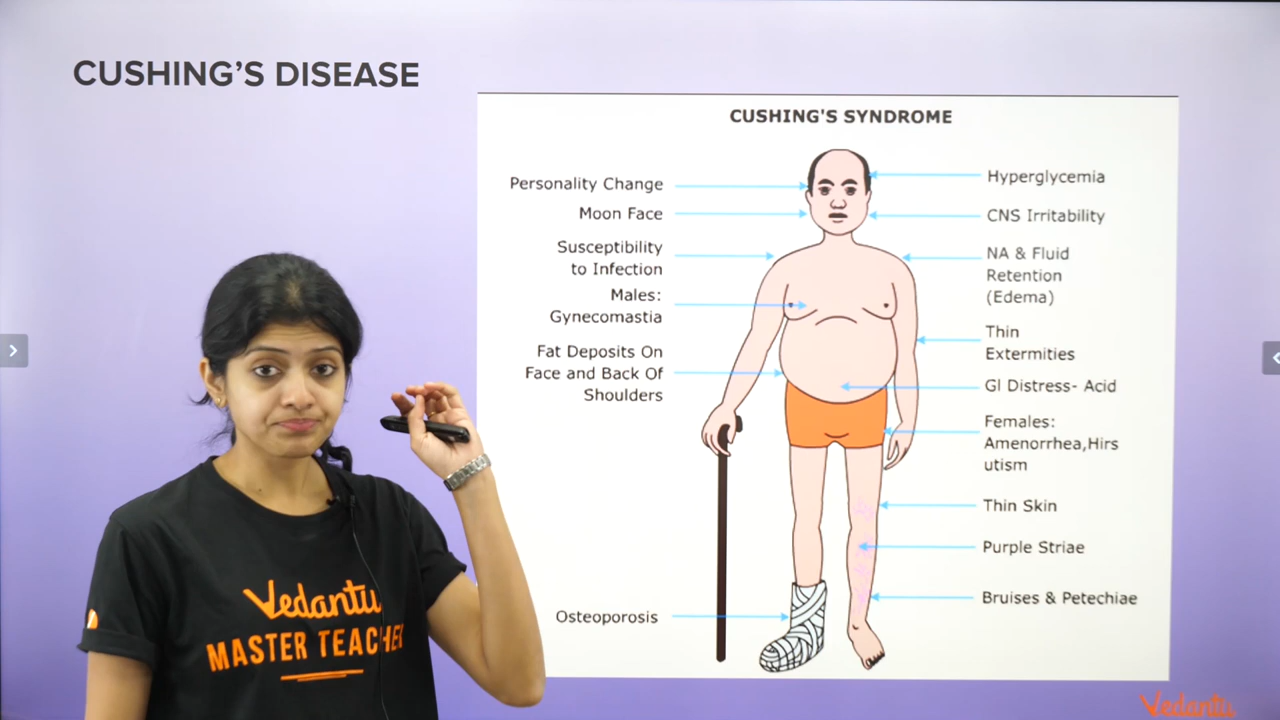 CUSHING'S DISEASE
CUSHING'S SYNDROME
Personality Change
Moon Face
Susceptibility
to Infection
Males:
Gynecomastia
Fat Deposits On
Face and Back Of
Shoulders
Osteoporosis
Hyperglycemia
CNS Irritability
NA & Fluid
Retention
(Edema)
Thin
Extermities
GI Distress- Acid
Females:
Amenorrhea,Hirs
utism
Thin Skin
Purple Striae
Bruises & Petechiae
Vedantu
MASTER TEACHER
Vedantu